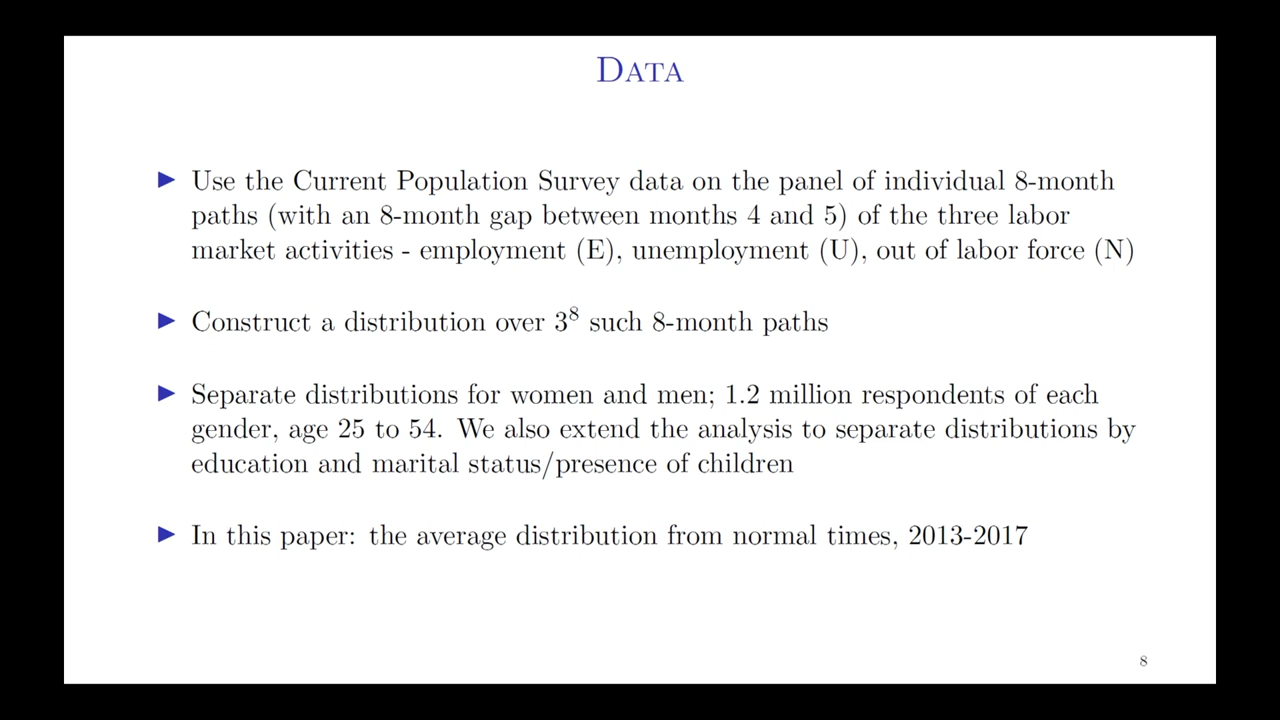 DATA
▶ Use the Current Population Survey data on the panel of individual 8-month
paths (with an 8-month gap between months 4 and 5) of the three labor
market activities - employment (E), unemployment (U), out of labor force (N)
▶ Construct a distribution over 3⁸ such 8-month paths
▶ Separate distributions for women and men; 1.2 million respondents of each
gender, age 25 to 54. We also extend the analysis to separate distributions by
education and marital status/presence of children
▶ In this paper: the average distribution from normal times, 2013-2017
8